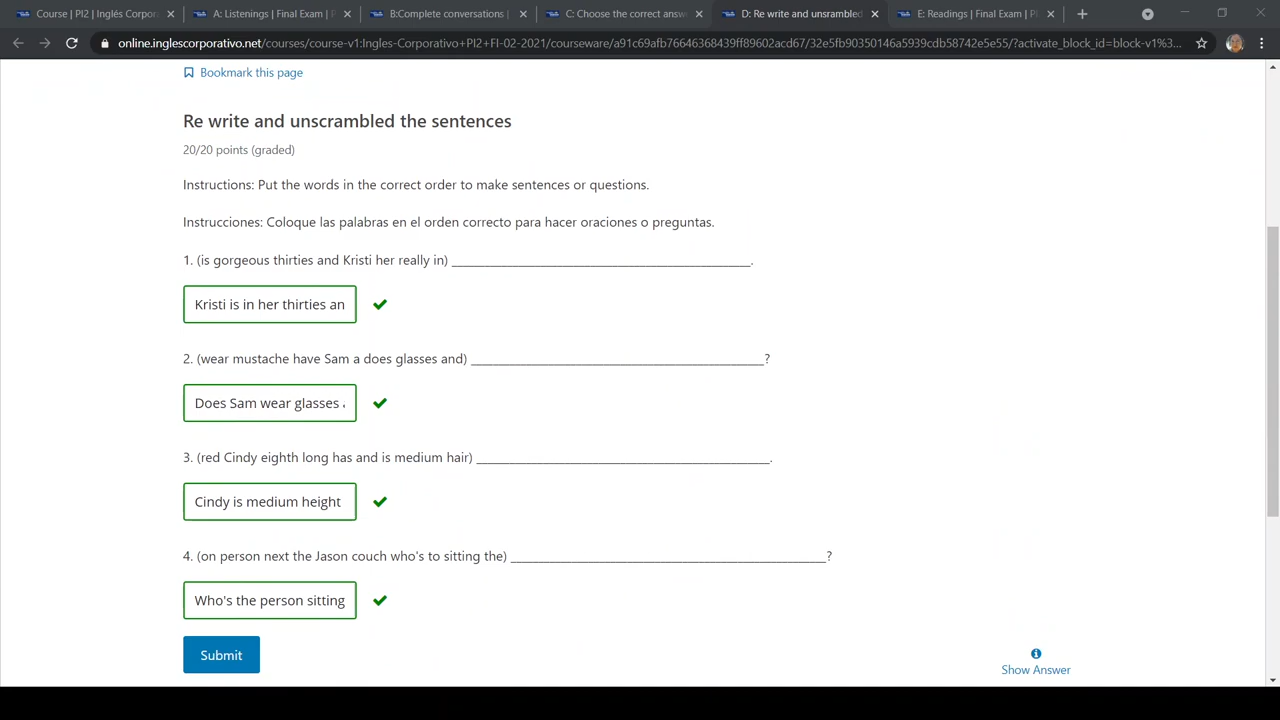 Course | PI2 | Inglés Corpor
A: Listenings | Final Exam | P
B:Complete conversations |
C: Choose the correct answ
D: Re write and unscrambled
E: Readings | Final Exam | P
online.inglescorporativo.net/courses/course-v1:Ingles-Corporativo+PI2+FI-02-2021/courseware/a91c69afb76646368439ff89602acd67/32e5fb90350146a5939cdb58742e5e55/?activate_block_id=block-v1%3...
Bookmark this page
Re write and unscrambled the sentences
20/20 points (graded)
Instructions: Put the words in the correct order to make sentences or questions.
Instrucciones: Coloque las palabras en el orden correcto para hacer oraciones o preguntas.
1. (is gorgeous thirties and Kristi her really in) ________________________________________.
Kristi is in her thirties an
2. (wear mustache have Sam a does glasses and) ________________________________________?
Does Sam wear glasses
3. (red Cindy eighth long has and is medium hair) ________________________________________.
Cindy is medium height
4. (on person next the Jason couch who's to sitting the) ________________________________________?
Who's the person sitting
Submit
Show Answer